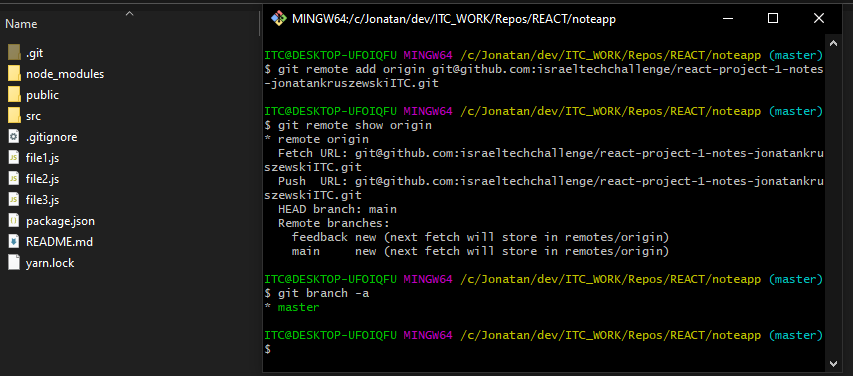 Name
.git
node_modules
public
src
.gitignore
file1.js
file2.js
file3.js
package.json
README.md
yarn.lock
MINGW64:/c/Jonatan/dev/ITC_WORK/Repos/REACT/noteapp
ITC@DESKTOP-UFOIQFU MINGW64 /c/Jonatan/dev/ITC_WORK/Repos/REACT/noteapp (master)
$ git remote add origin git@github.com:israeltechchallenge/react-project-1-notes
-jonatankruszewskiITC.git
ITC@DESKTOP-UFOIQFU MINGW64 /c/Jonatan/dev/ITC_WORK/Repos/REACT/noteapp (master)
$ git remote show origin
* remote origin
  Fetch URL: git@github.com:israeltechchallenge/react-project-1-notes-jonatankru
szewskiITC.git
  Push  URL: git@github.com:israeltechchallenge/react-project-1-notes-jonatankru
szewskiITC.git
  HEAD branch: main
  Remote branches:
    feedback new (next fetch will store in remotes/origin)
    main     new (next fetch will store in remotes/origin)
ITC@DESKTOP-UFOIQFU MINGW64 /c/Jonatan/dev/ITC_WORK/Repos/REACT/noteapp (master)
$ git branch -a
* master
ITC@DESKTOP-UFOIQFU MINGW64 /c/Jonatan/dev/ITC_WORK/Repos/REACT/noteapp (master)
$